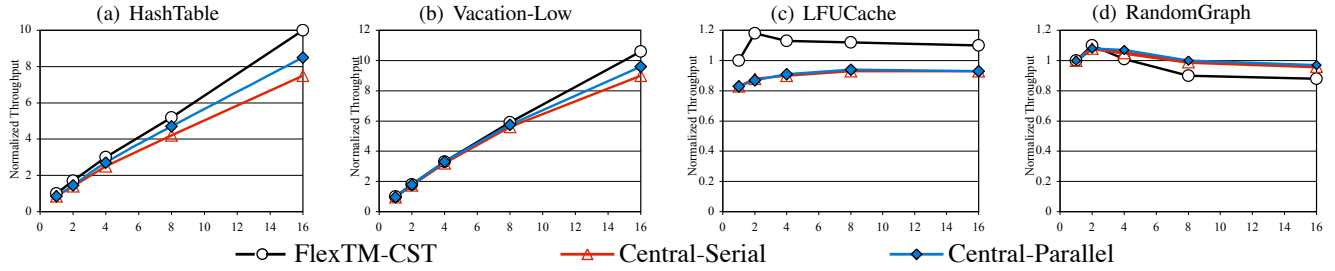 (a) HashTable
(b) Vacation-Low
(c) LFUCache
(d) RandomGraph
Normalized Throughput
10
8
6
4
2
0
0 2 4 6 8 10 12 14 16
Normalized Throughput
12
10
8
6
4
2
0
0 2 4 6 8 10 12 14 16
Normalized Throughput
1.2
1
0.8
0.6
0.4
0.2
0
0 2 4 6 8 10 12 14 16
Normalized Throughput
1.2
1
0.8
0.6
0.4
0.2
0
0 2 4 6 8 10 12 14 16
FlexTM-CST Central-Serial Central-Parallel